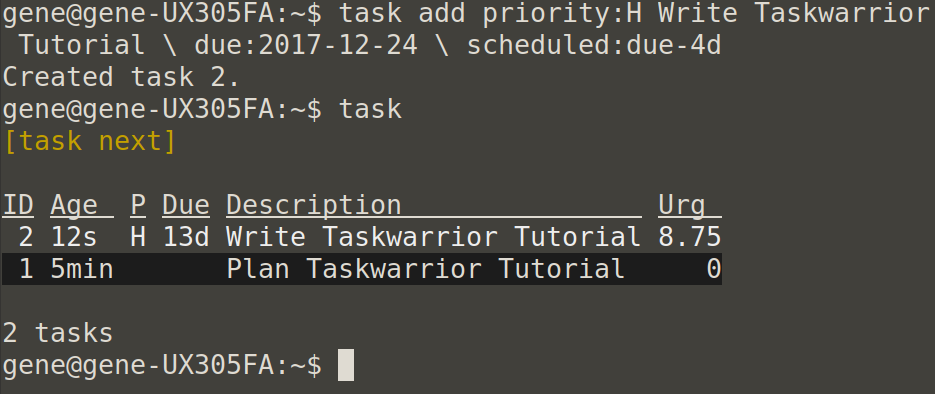 gene@gene-UX305FA:~$ task add priority:H Write Taskwarrior
Tutorial \ due:2017-12-24 \ scheduled:due-4d
Created task 2.
gene@gene-UX305FA:~$ task
[task next]
ID Age P Due Description Urg
2 12s H 13d Write Taskwarrior Tutorial 8.75
1 5min Plan Taskwarrior Tutorial 0
2 tasks
gene@gene-UX305FA:~$